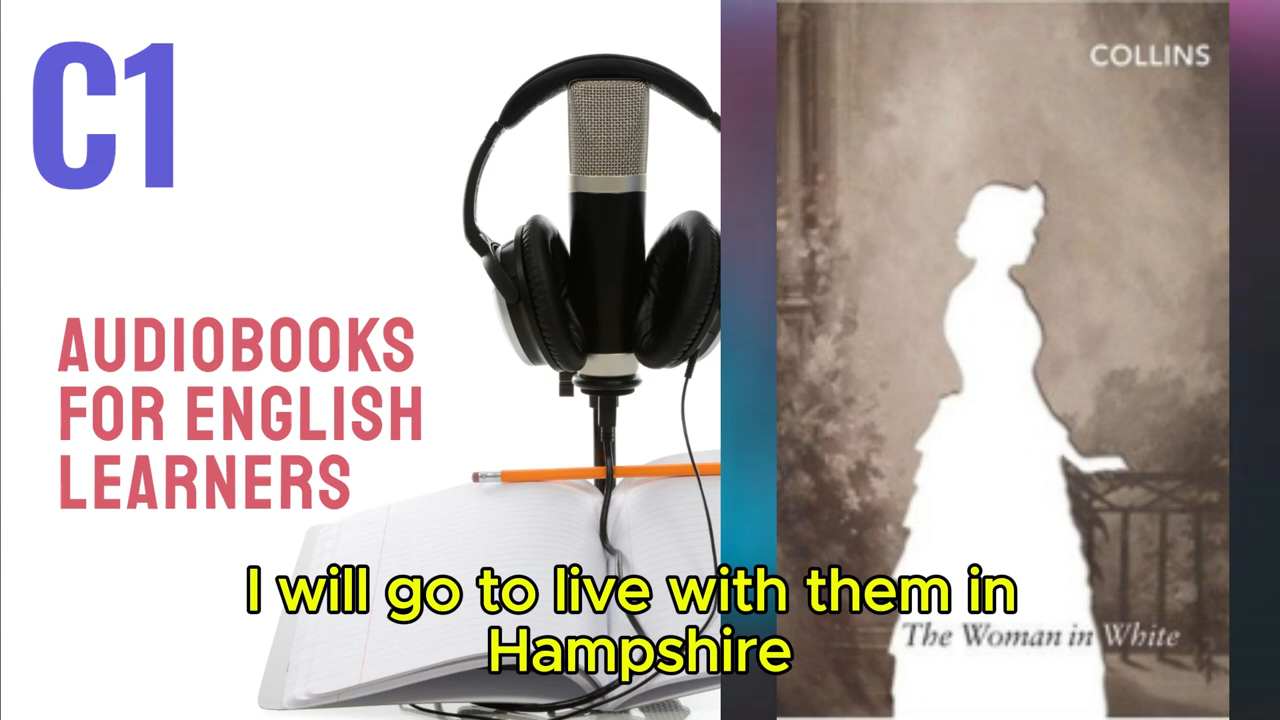 C1
AUDIOBOOKS
FOR ENGLISH
LEARNERS
COLLINS
The Woman in White
I will go to live with them in
Hampshire